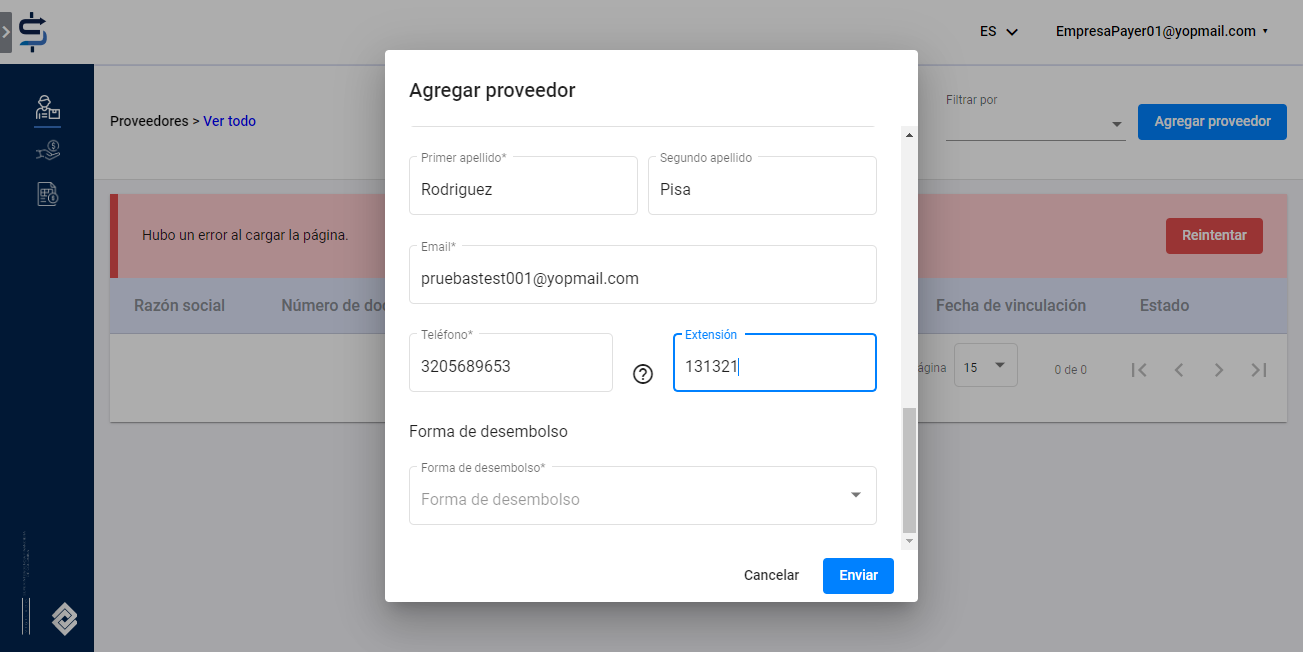 ES
EmpresaPayer01@yopmail.com
Proveedores > Ver todo
Filtrar por
Agregar proveedor
Hubo un error al cargar la página.
Reintentar
Razón social
Número de doc
Fecha de vinculación
Estado
ágina
15
0 de 0
Agregar proveedor
Primer apellido*
Rodriguez
Segundo apellido
Pisa
Email*
pruebastest001@yopmail.com
Teléfono*
3205689653
Extensión
131321
Forma de desembolso
Forma de desembolso*
Forma de desembolso
Cancelar
Enviar